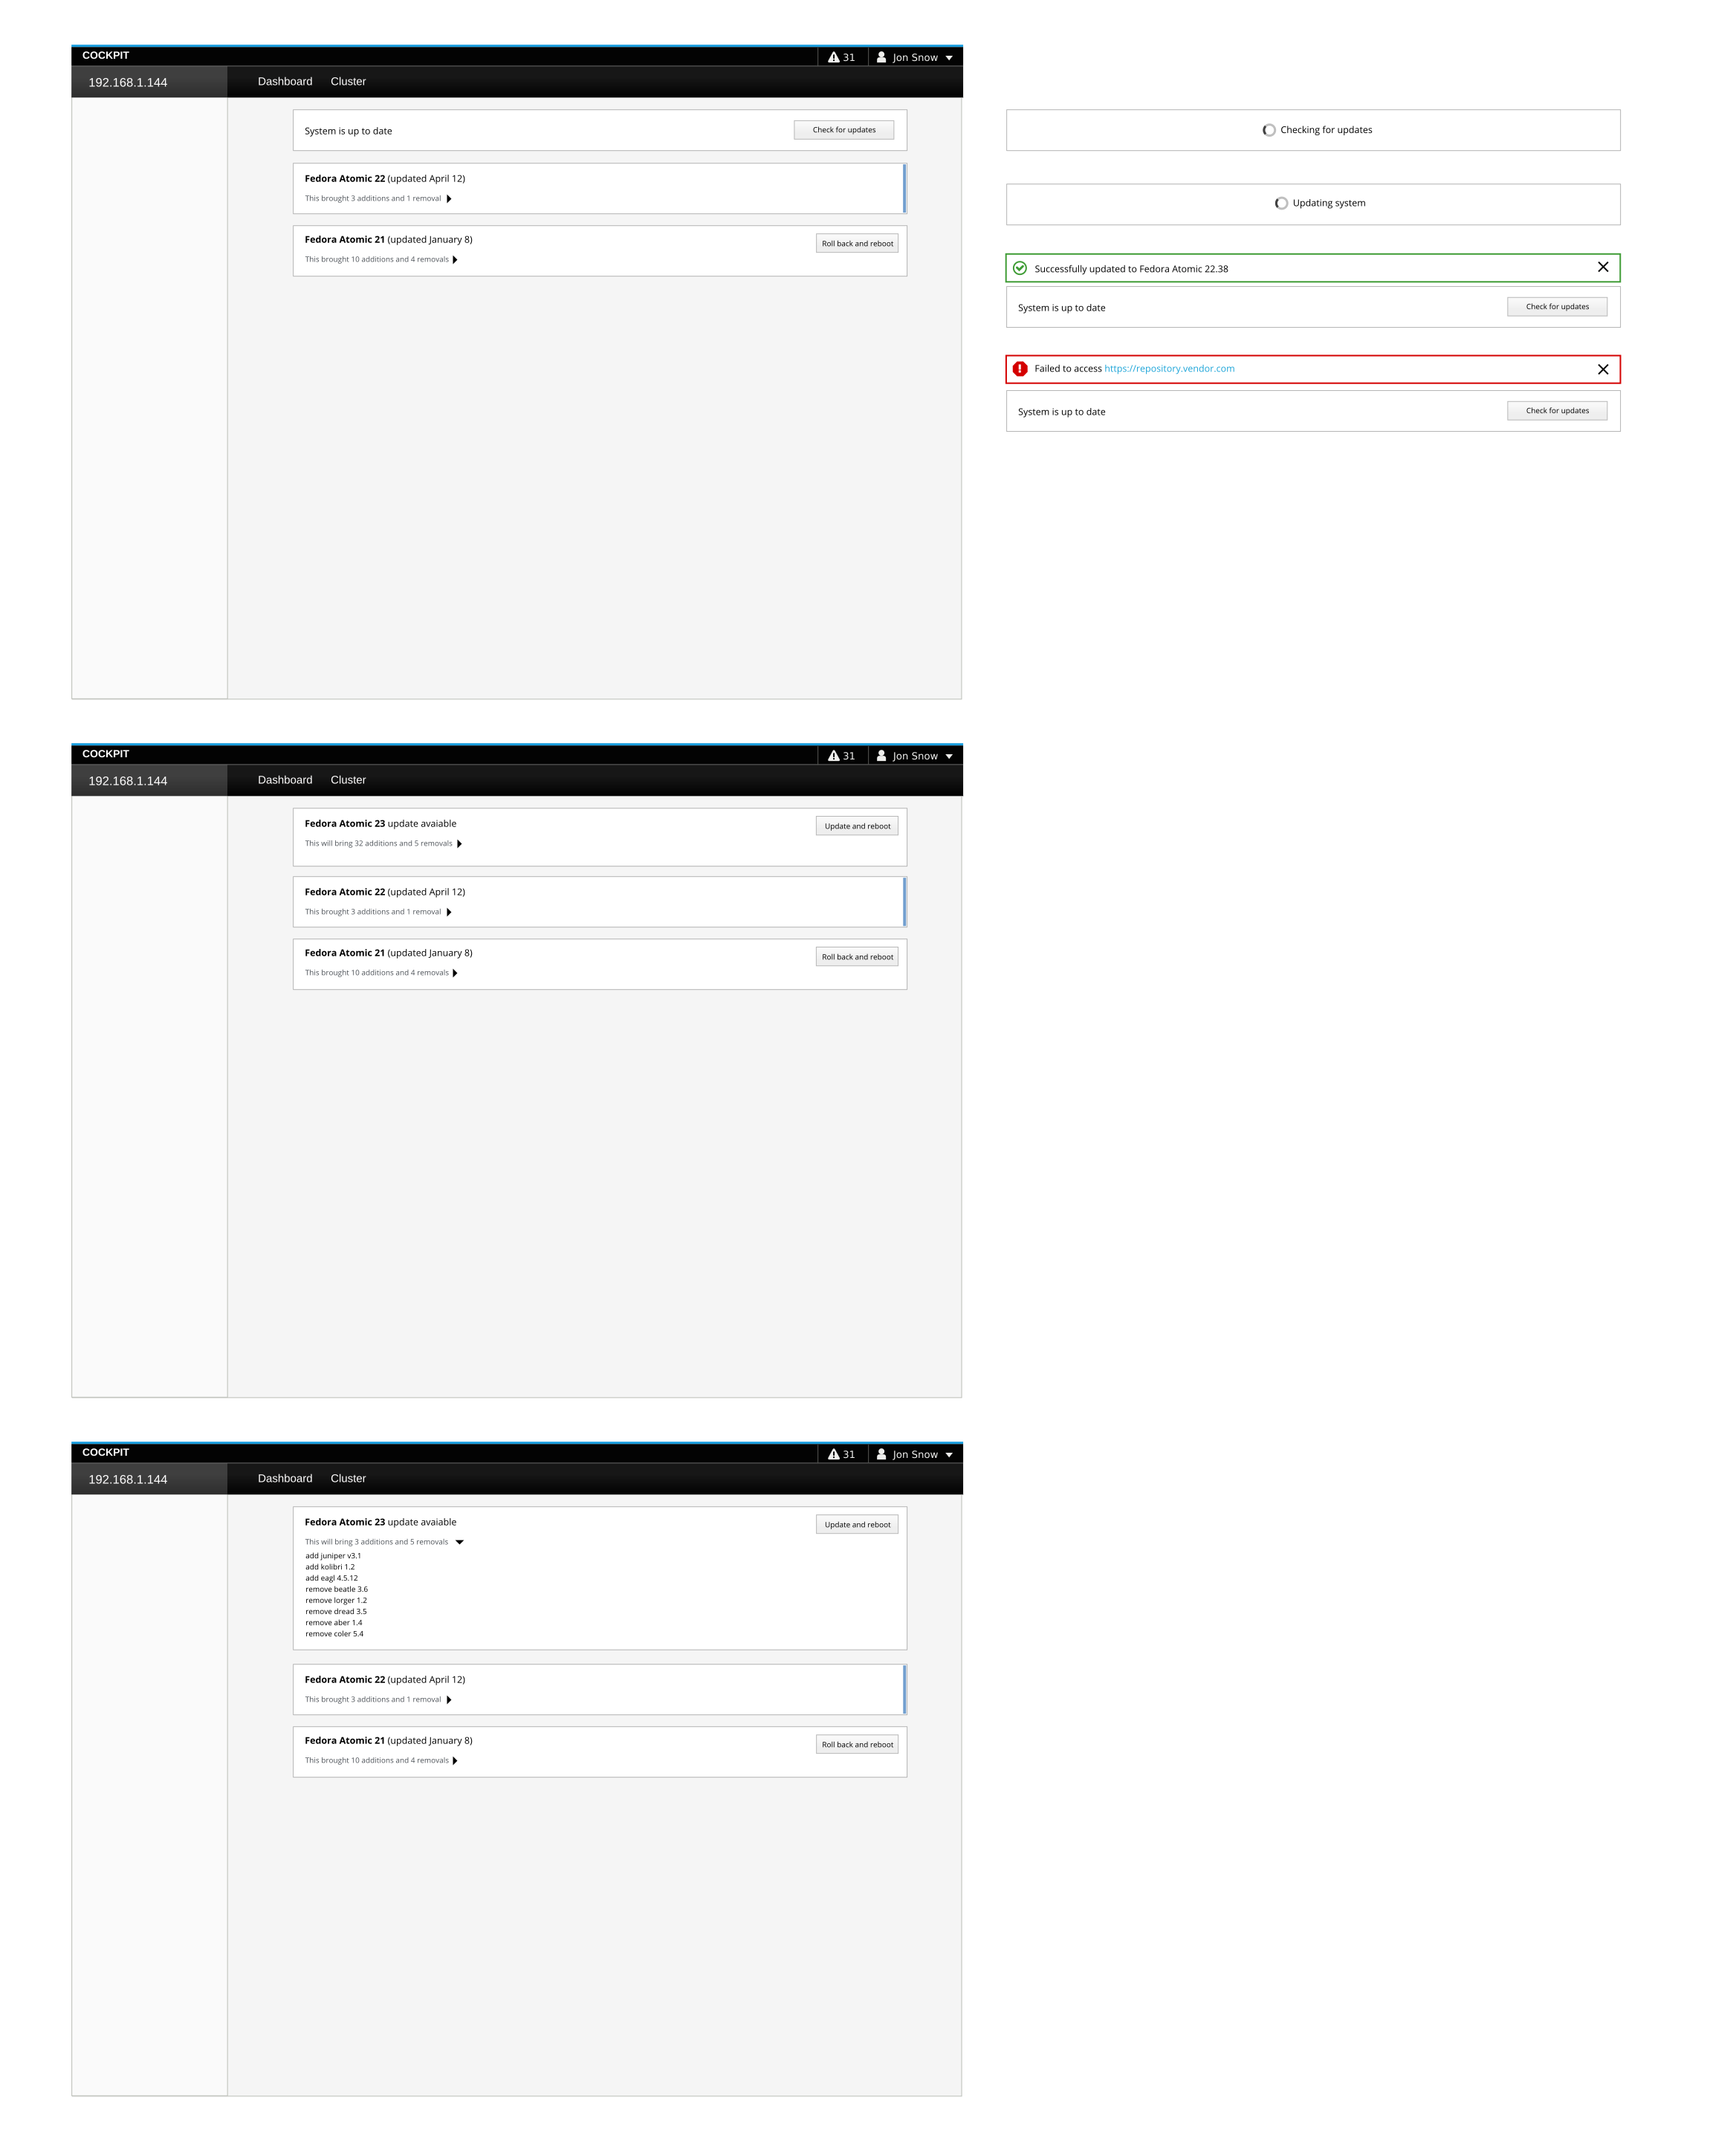 COCKPIT
31
Jon Snow
192.168.1.144
Dashboard
Cluster
System is up to date
Check for updates
Fedora Atomic 22 (updated April 12)
This brought 3 additions and 1 removal
Fedora Atomic 21 (updated January 8)
Roll back and reboot
This brought 10 additions and 4 removals
Checking for updates
Updating system
Successfully updated to Fedora Atomic 22.38
System is up to date
Check for updates
Failed to access https://repository.vendor.com
System is up to date
Check for updates
COCKPIT
31
Jon Snow
192.168.1.144
Dashboard
Cluster
Fedora Atomic 23 update avaiable
Update and reboot
This will bring 32 additions and 5 removals
Fedora Atomic 22 (updated April 12)
This brought 3 additions and 1 removal
Fedora Atomic 21 (updated January 8)
Roll back and reboot
This brought 10 additions and 4 removals
COCKPIT
31
Jon Snow
192.168.1.144
Dashboard
Cluster
Fedora Atomic 23 update avaiable
Update and reboot
This will bring 3 additions and 5 removals
add juniper v3.1
add kolibri 1.2
add eagl 4.5.12
remove beatle 3.6
remove lorger 1.2
remove dread 3.5
remove aber 1.4
remove coler 5.4
Fedora Atomic 22 (updated April 12)
This brought 3 additions and 1 removal
Fedora Atomic 21 (updated January 8)
Roll back and reboot
This brought 10 additions and 4 removals